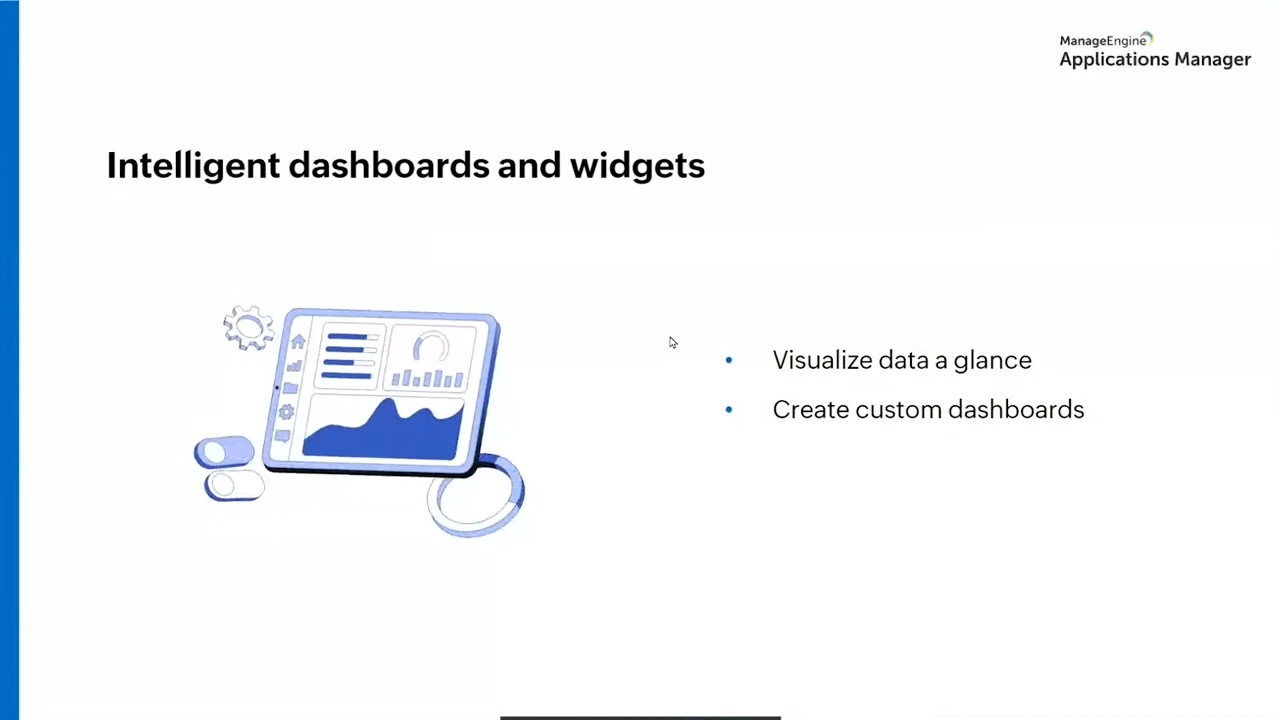 ManageEngine
Applications Manager
Intelligent dashboards and widgets
• Visualize data a glance
• Create custom dashboards